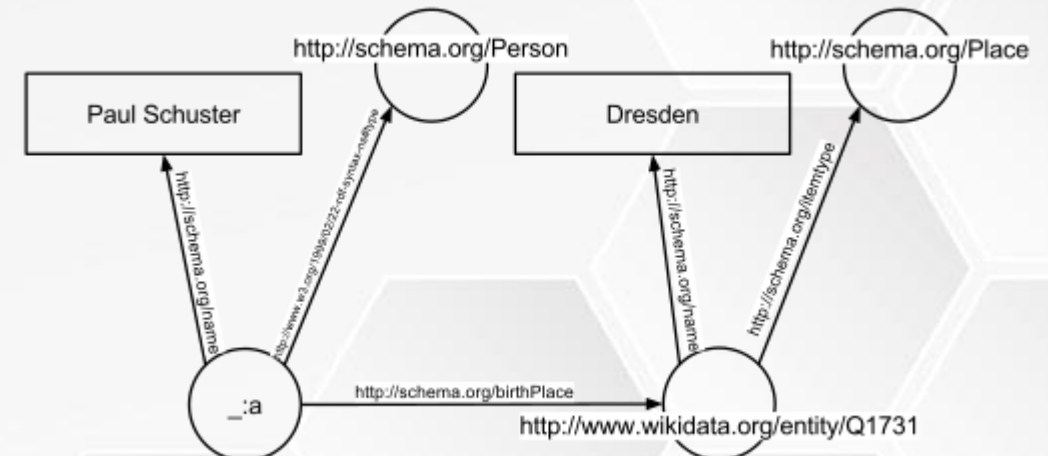 http://schema.org/Person
http://schema.org/Place
Paul Schuster
Dresden
http://schema.org/name
http://www.w3.org/1999/02/22-rdf-syntax-ns#type
http://schema.org/name
http://schema.org/itemtype
_:a
http://schema.org/birthPlace
http://www.wikidata.org/entity/Q1731